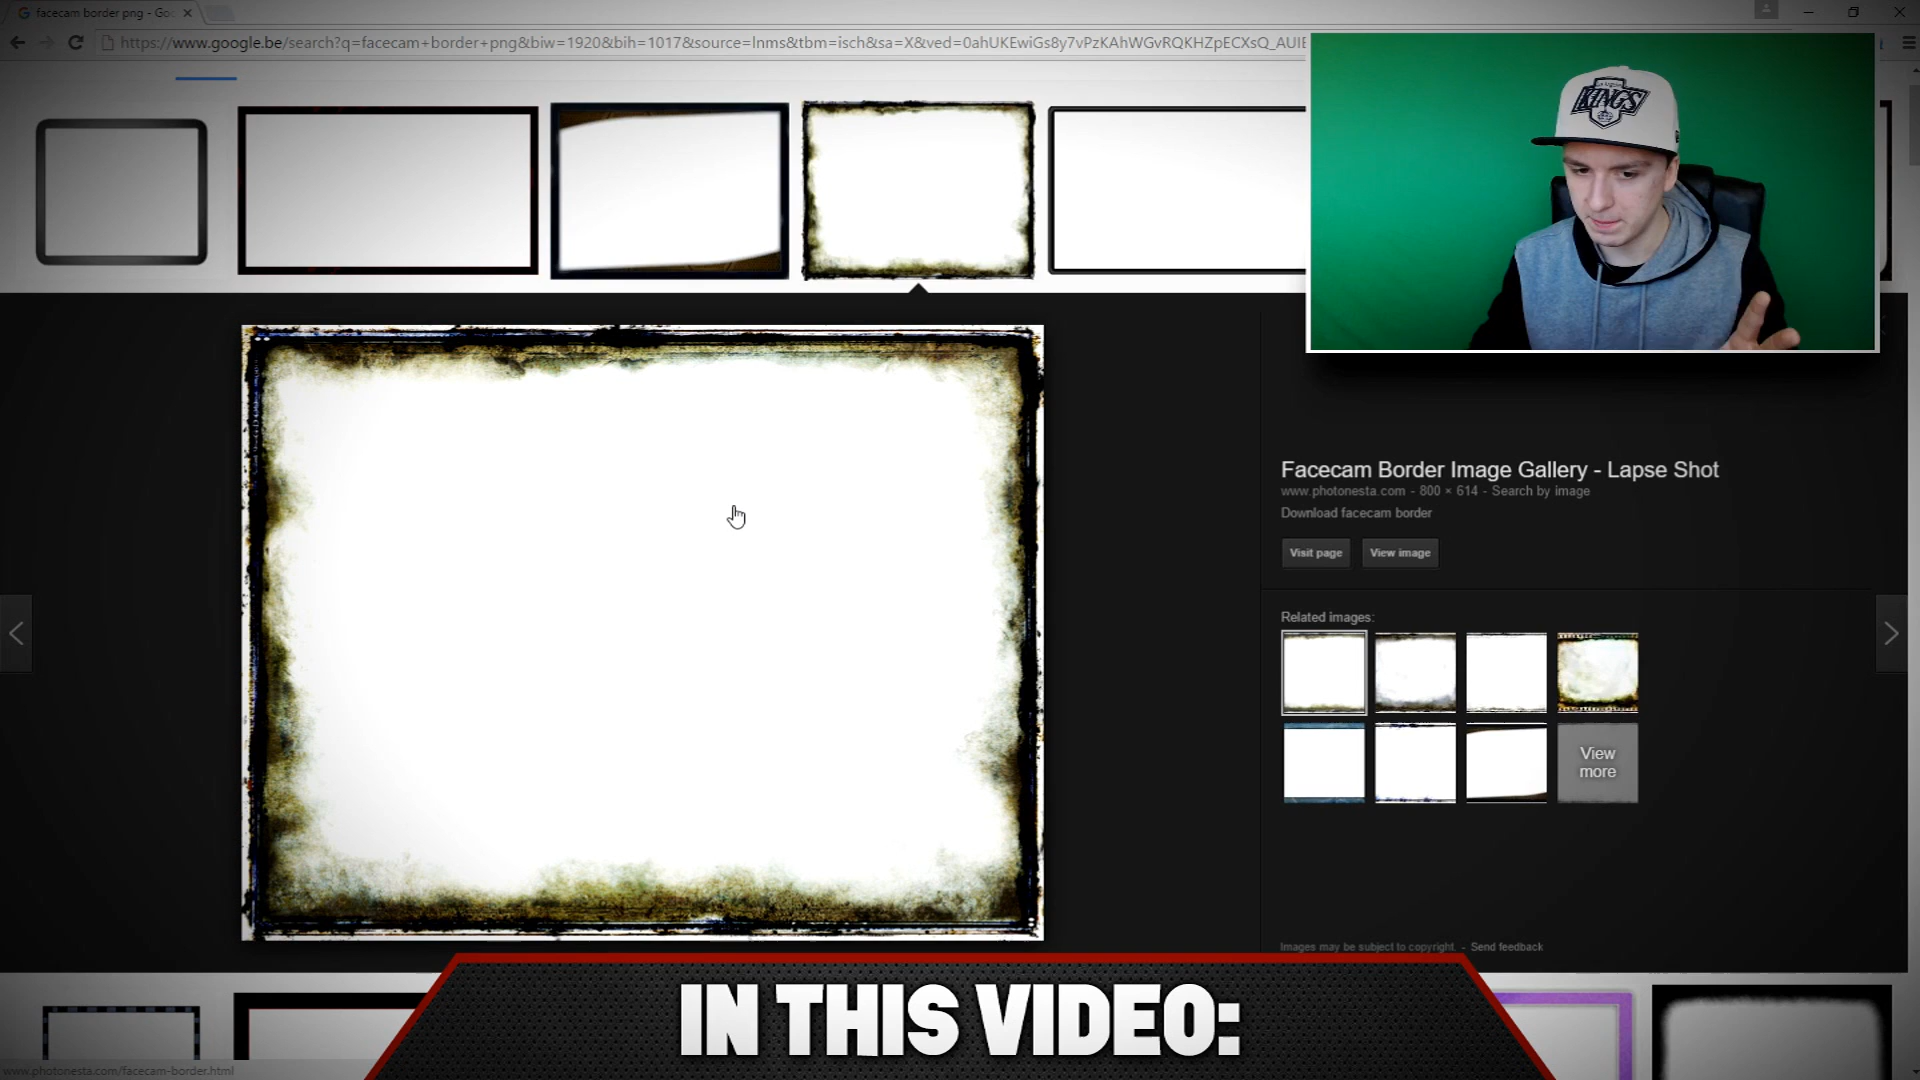 facecam border png - Goo
https://www.google.be/search?q=facecam+border+png&biw=1920&bih=1017&source=lnms&tbm=isch&sa=X&ved=0ahUKEwiGs8y7vPzKAhWGvRQKHZpECXsQ_AUIE
KINGS
Facecam Border Image Gallery - Lapse Shot
www.photonesta.com - 800 × 614 - Search by image
Download facecam border
Visit page
View image
Related images:
View
more
Images may be subject to copyright. - Send feedback
IN THIS VIDEO:
www.photonesta.com/facecam-border.html